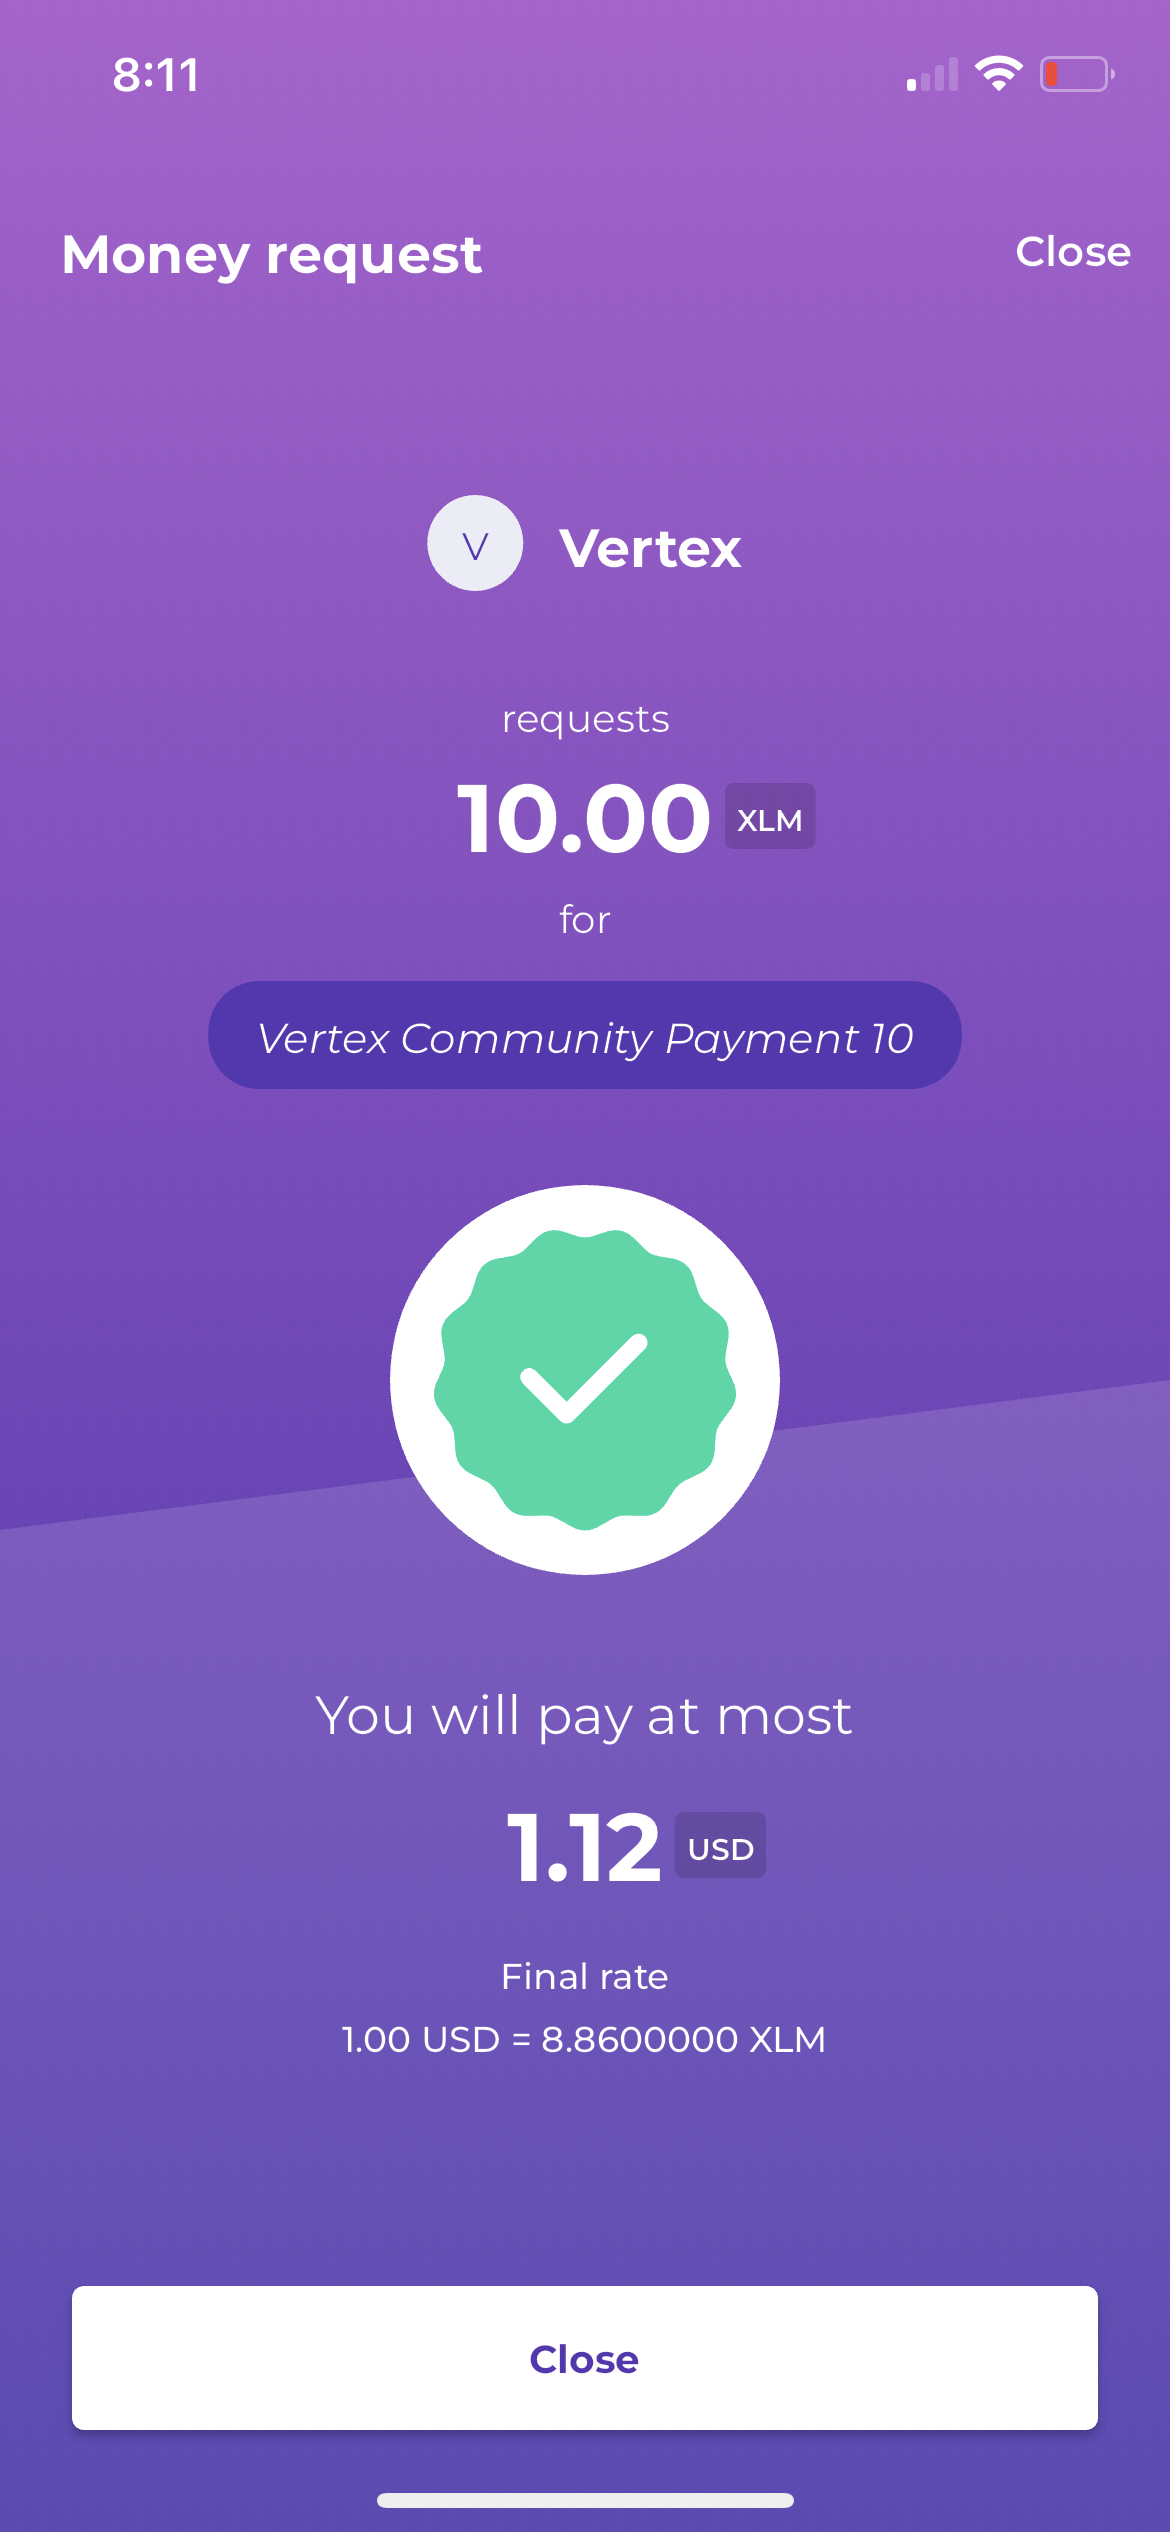 8:11
Money request
Close
V
Vertex
requests
10.00 XLM
for
Vertex Community Payment 10
You will pay at most
1.12 USD
Final rate
1.00 USD = 8.8600000 XLM
Close